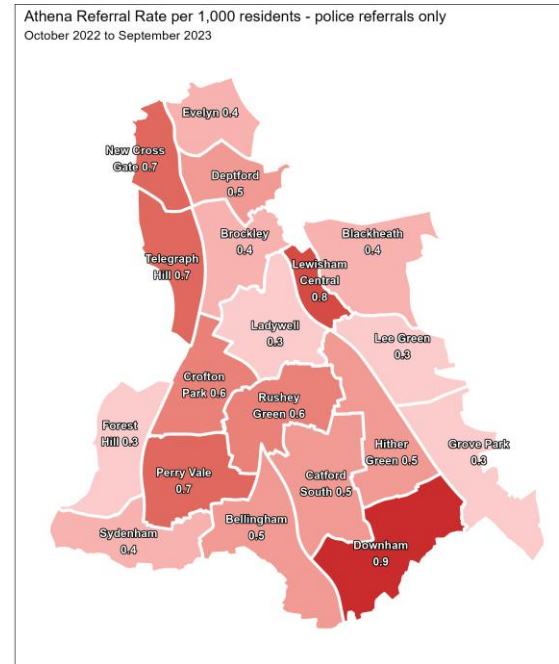 Athena Referral Rate per 1,000 residents - police referrals only
October 2022 to September 2023
Evelyn 0.4
New Cross
Gate 0.7
Deptford
0.5
Brockley
0.4
Blackheath
0.4
Telegraph
Hill 0.7
Lewisham
Central
0.8
Ladywell
0.3
Lee Green
0.3
Crofton
Park 0.6
Rushey
Green 0.6
Forest
Hill 0.3
Hither
Green 0.5
Grove Park
0.3
Perry Vale
0.7
Catford
South 0.5
Bellingham
0.5
Sydenham
0.4
Downham
0.9